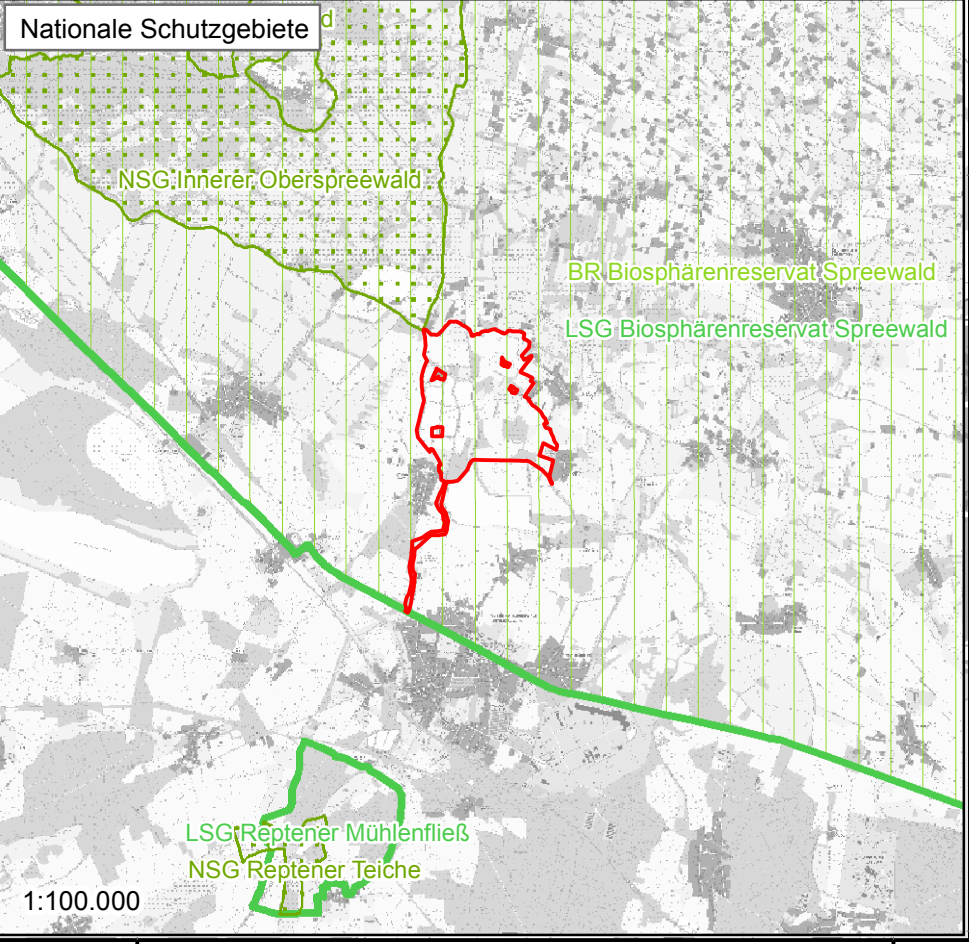 Nationale Schutzgebiete
d
NSG Innerer Oberspreewald
BR Biosphärenreservat Spreewald
LSG Biosphärenreservat Spreewald
LSG Reptener Mühlenfließ
NSG Reptener Teiche
1:100.000